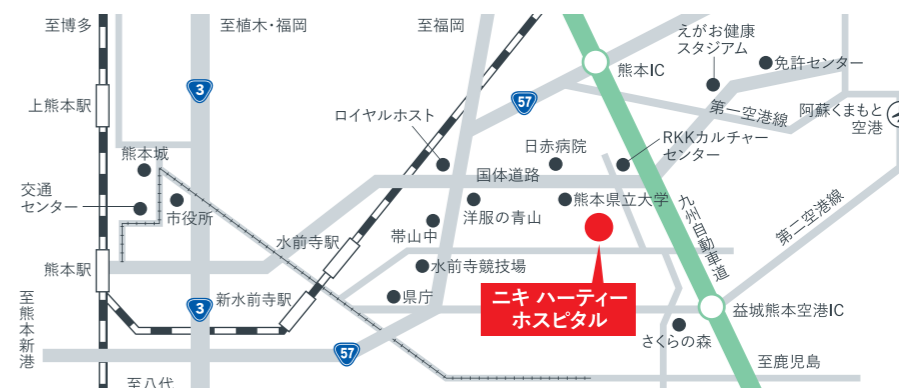 至博多
至植木・福岡
至福岡
えがお健康
スタジアム
免許センター
熊本IC
3
57
上熊本駅
ロイヤルホスト
第一空港線
阿蘇くまもと
空港
日赤病院
RKKカルチャー
センター
熊本城
国体道路
交通
センター
市役所
熊本県立大学
洋服の青山
帯山中
水前寺駅
九州自動車道
第二空港線
熊本駅
水前寺競技場
県庁
新水前寺駅
3
ニキ ハーティー
ホスピタル
益城熊本空港IC
至熊本新港
57
さくらの森
至鹿児島
至八代